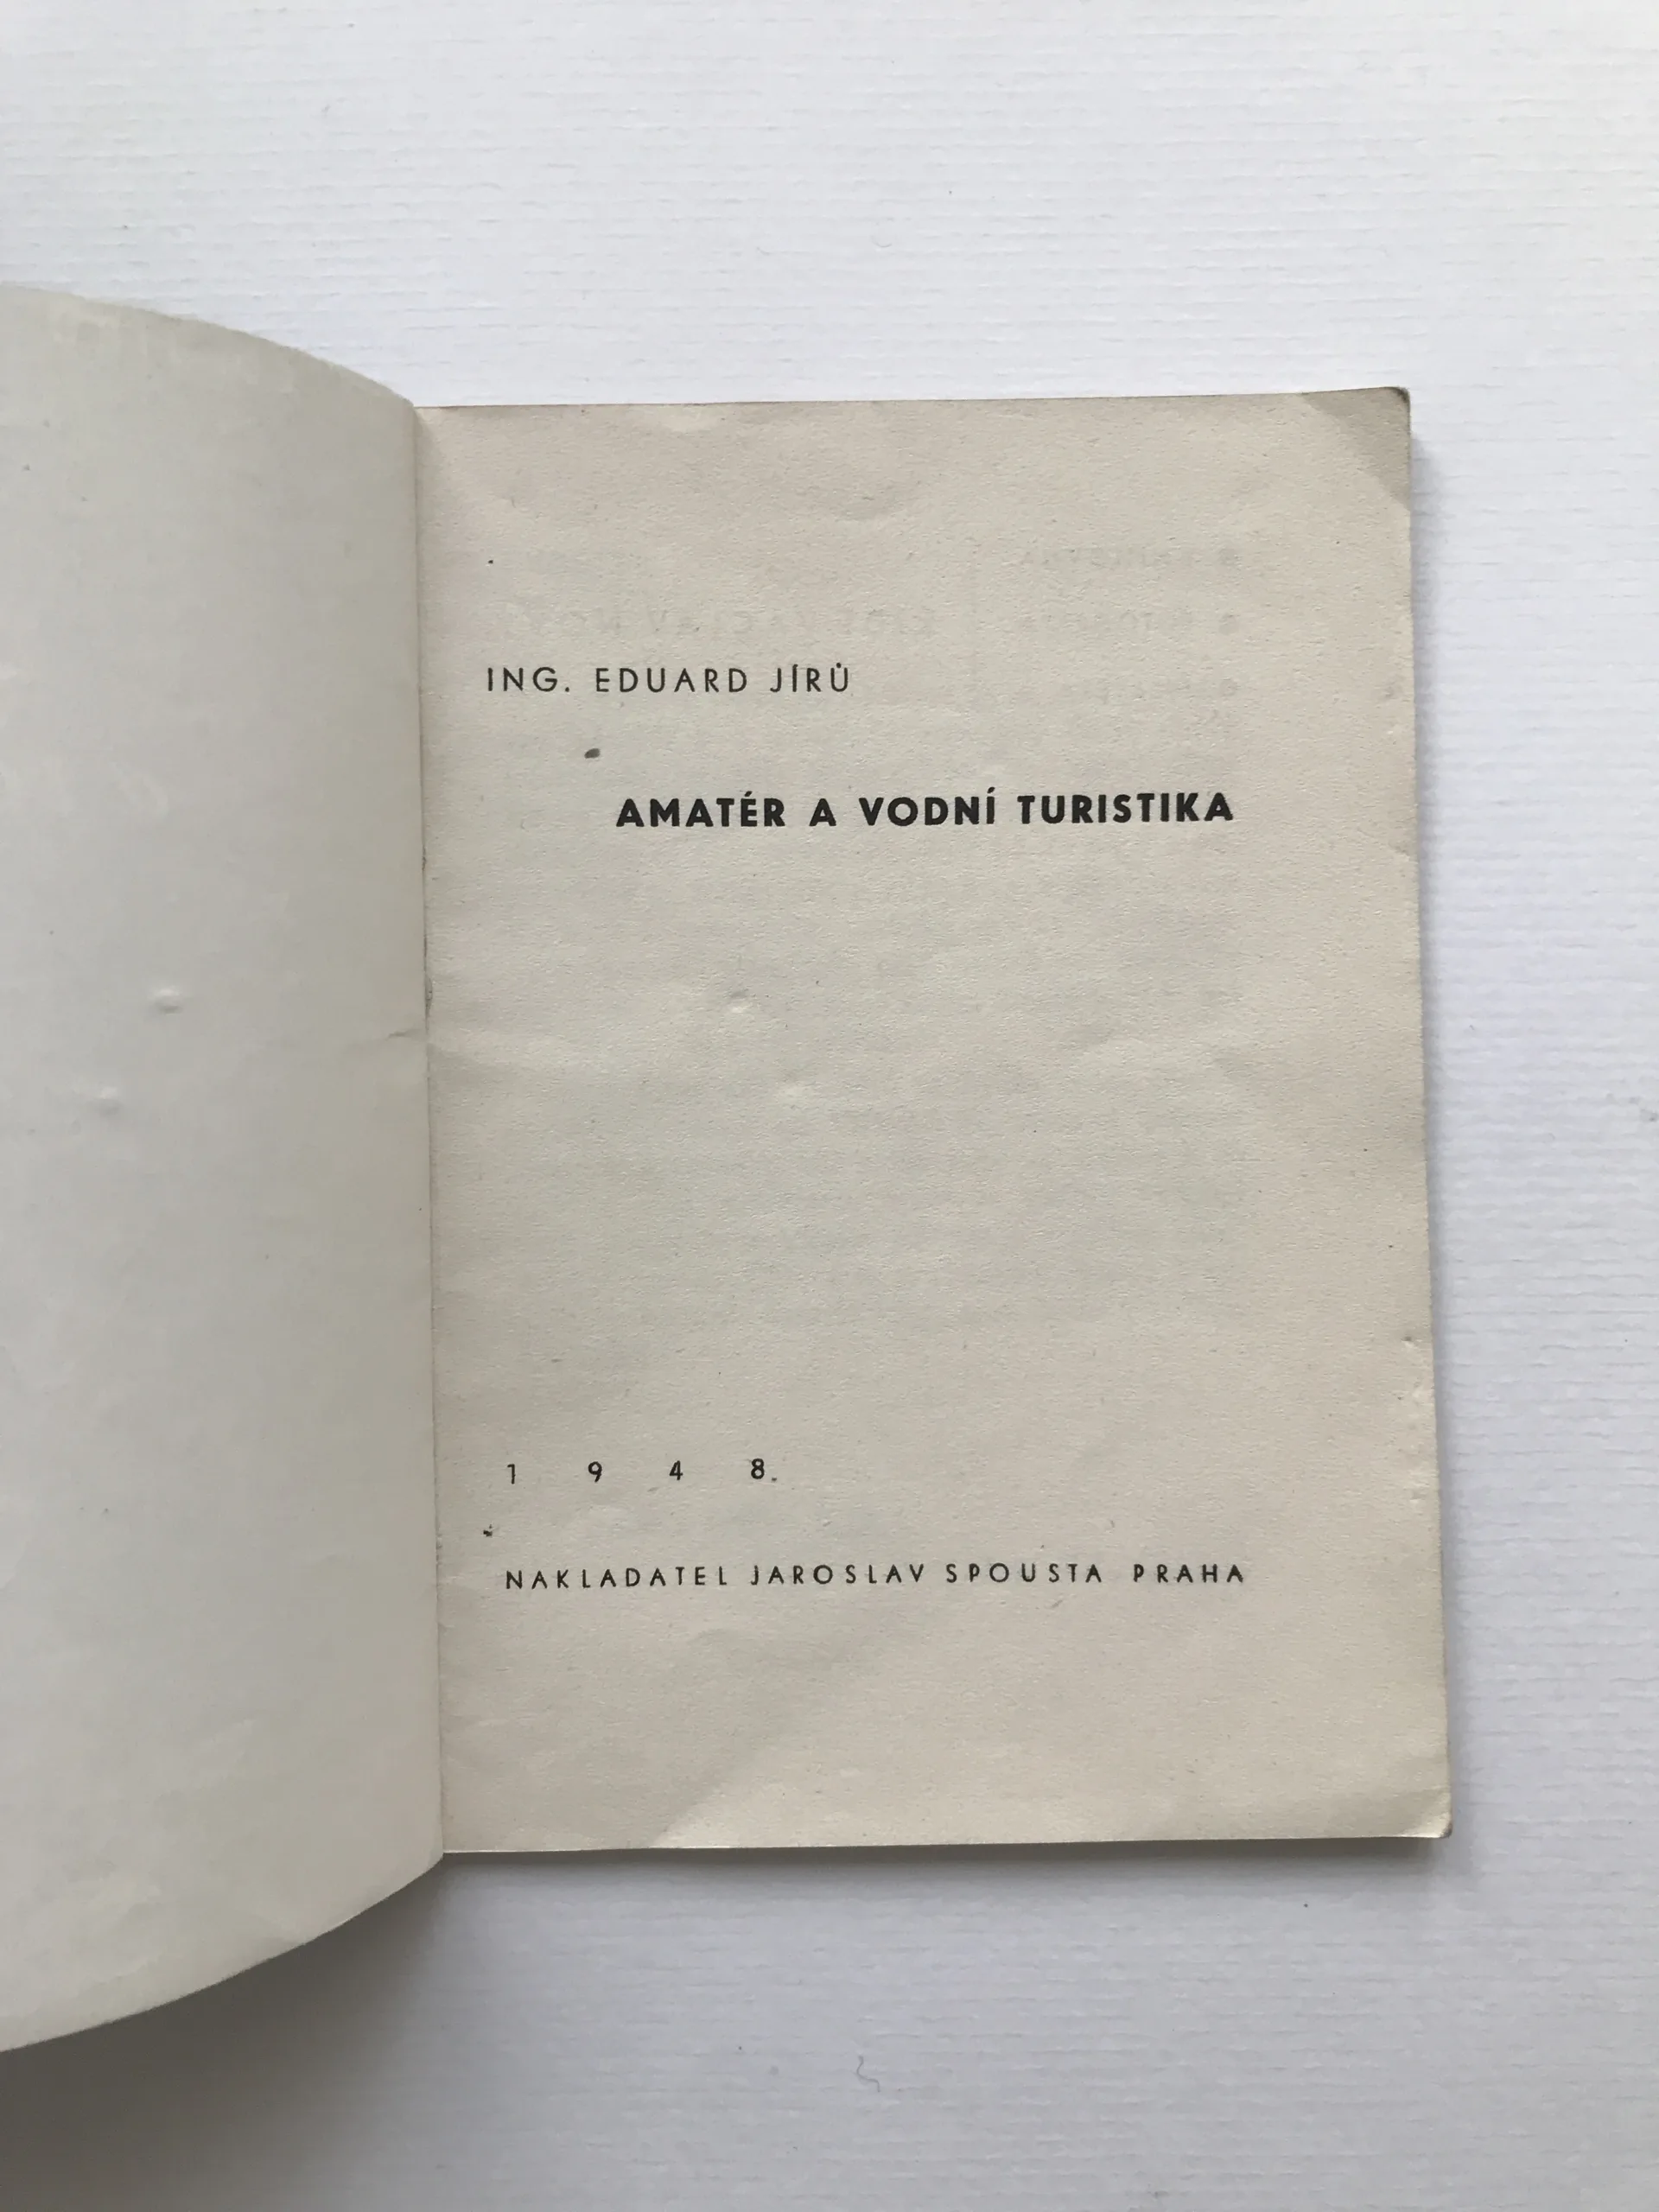 ING. EDUARD JÍRŮ
AMATÉR A VODNÍ TURISTIKA
1 9 4 8.
NAKLADATEL JAROSLAV SPOUSTA PRAHA